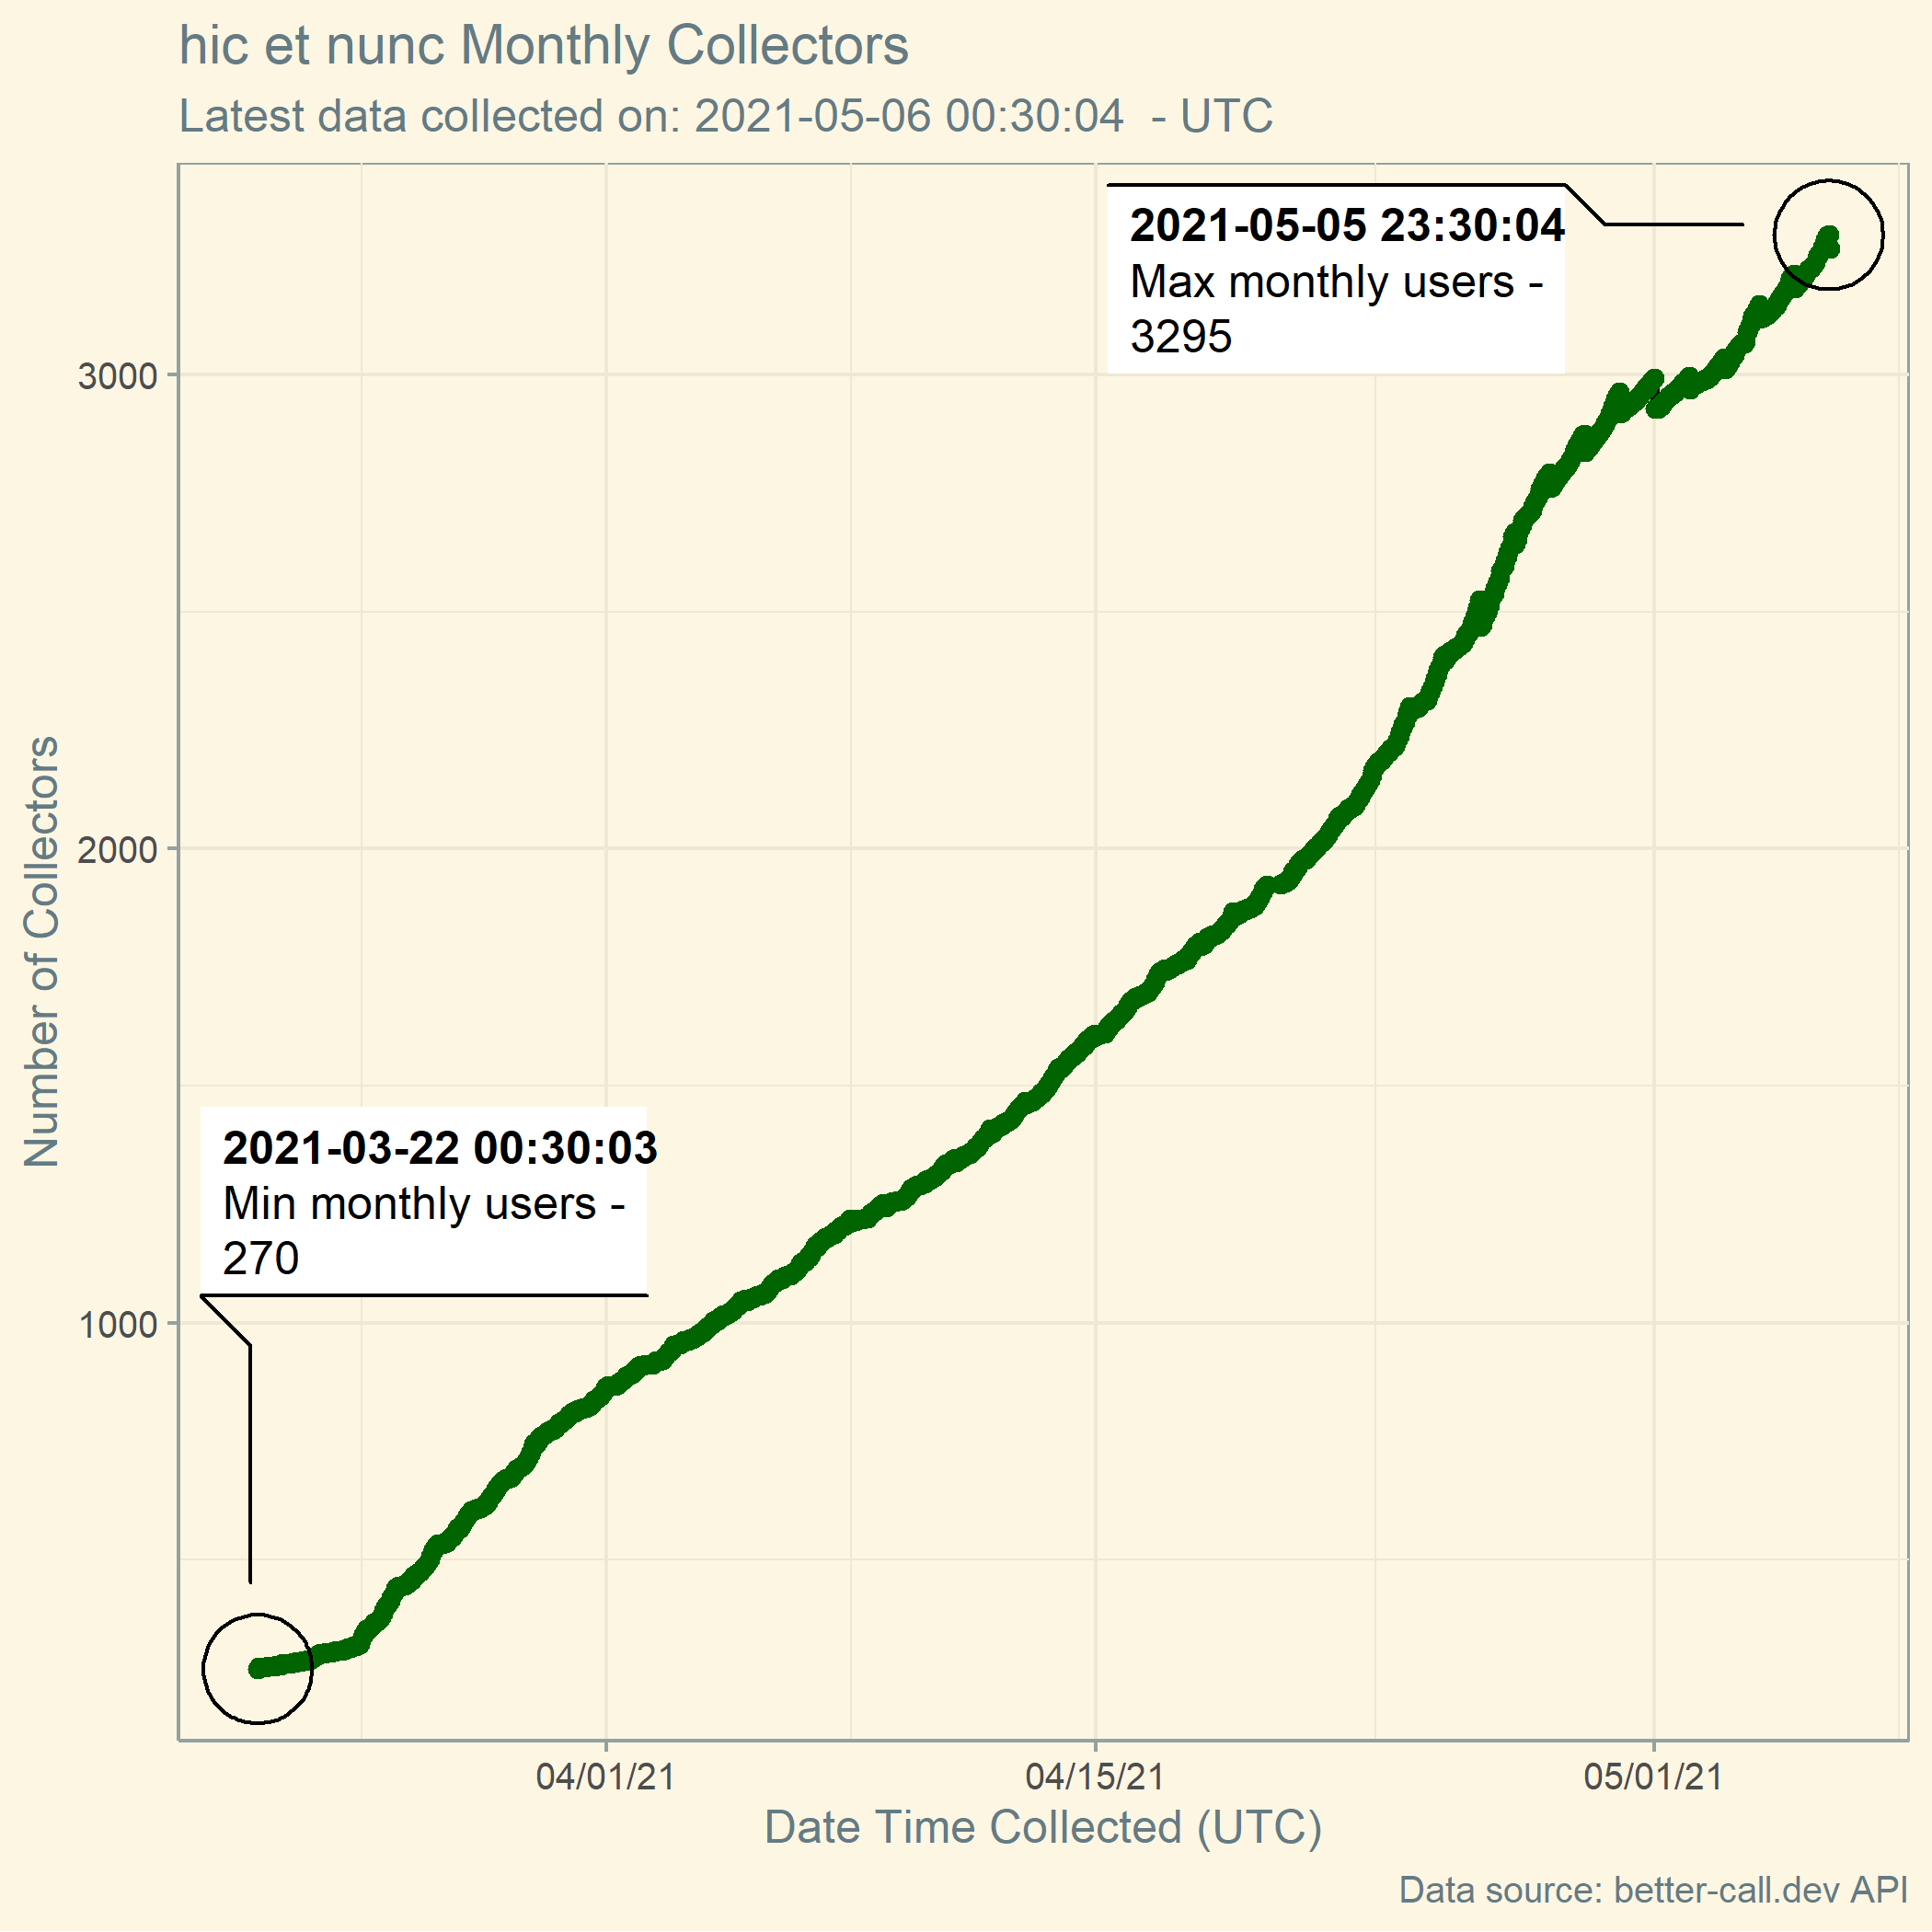 hic et nunc Monthly Collectors
Latest data collected on: 2021-05-06 00:30:04  - UTC
2021-05-05 23:30:04
Max monthly users -
3295
3000
2000
1000
Number of Collectors
2021-03-22 00:30:03
Min monthly users -
270
04/01/21
04/15/21
05/01/21
Date Time Collected (UTC)
Data source: better-call.dev API